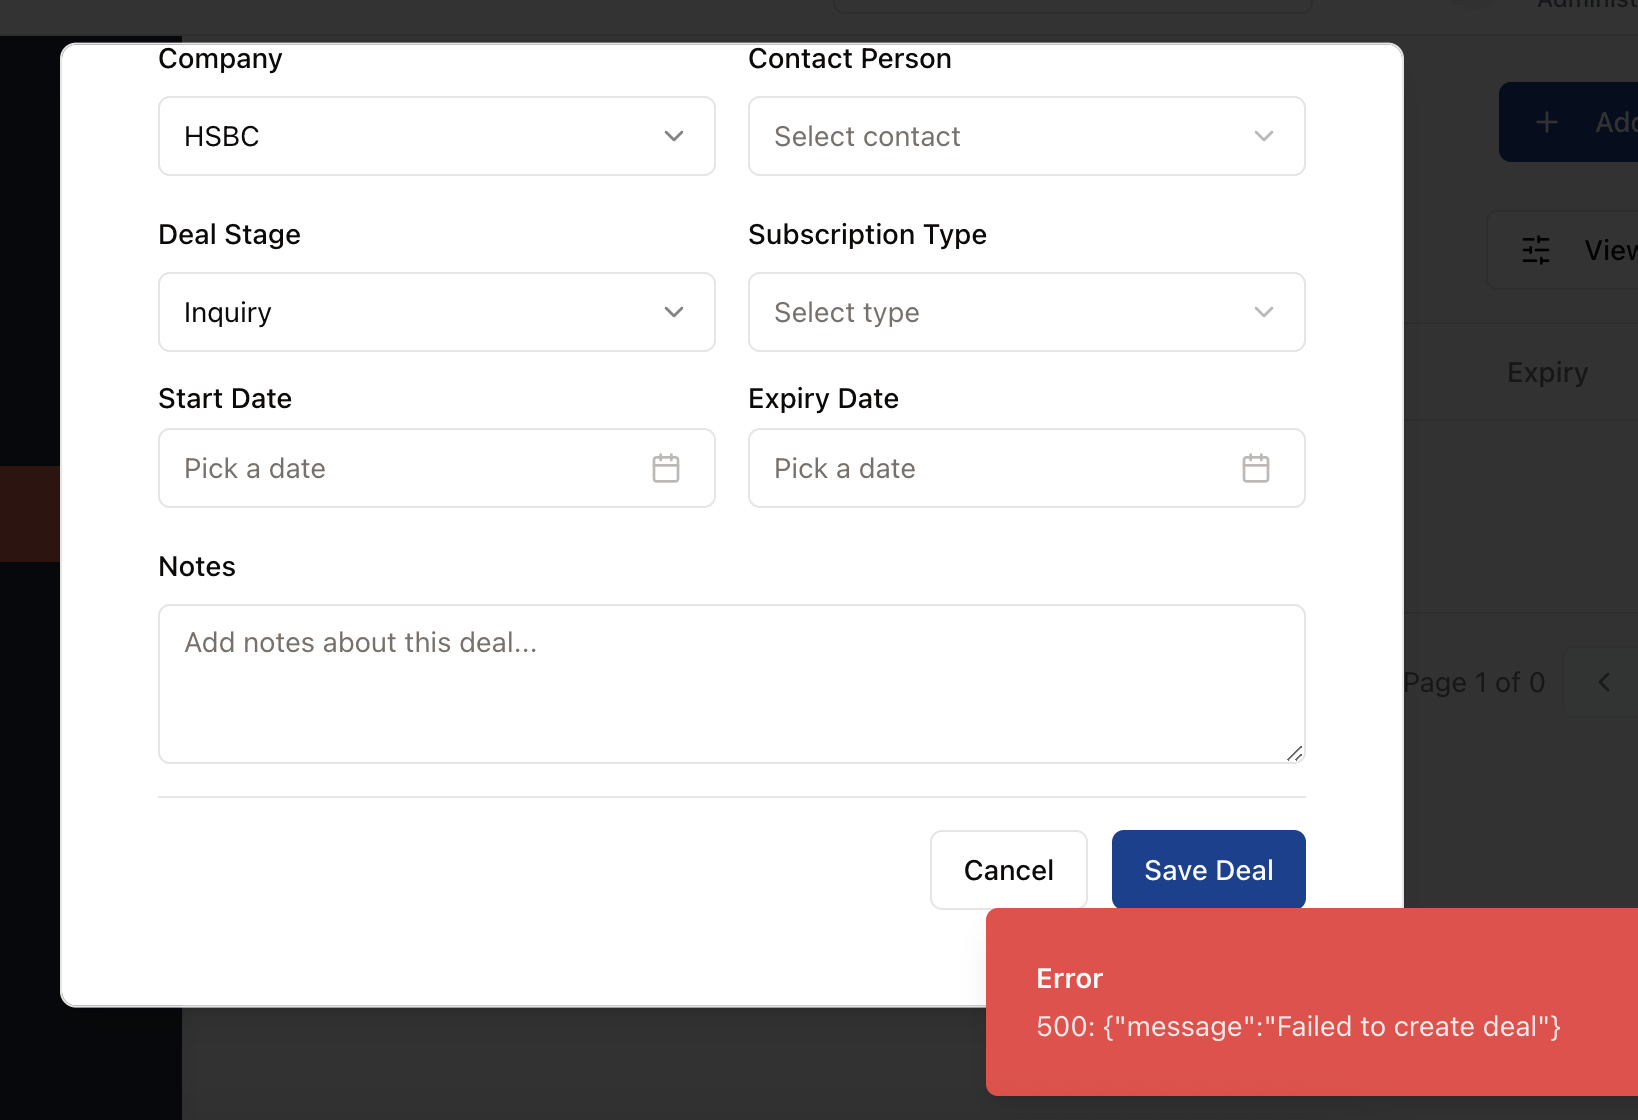 Company
Contact Person
HSBC
Select contact
Deal Stage
Subscription Type
Inquiry
Select type
Start Date
Expiry Date
Pick a date
Pick a date
Notes
Add notes about this deal...
Cancel
Save Deal
Error
500: {"message":"Failed to create deal"}
View
Expiry
Page 1 of 0